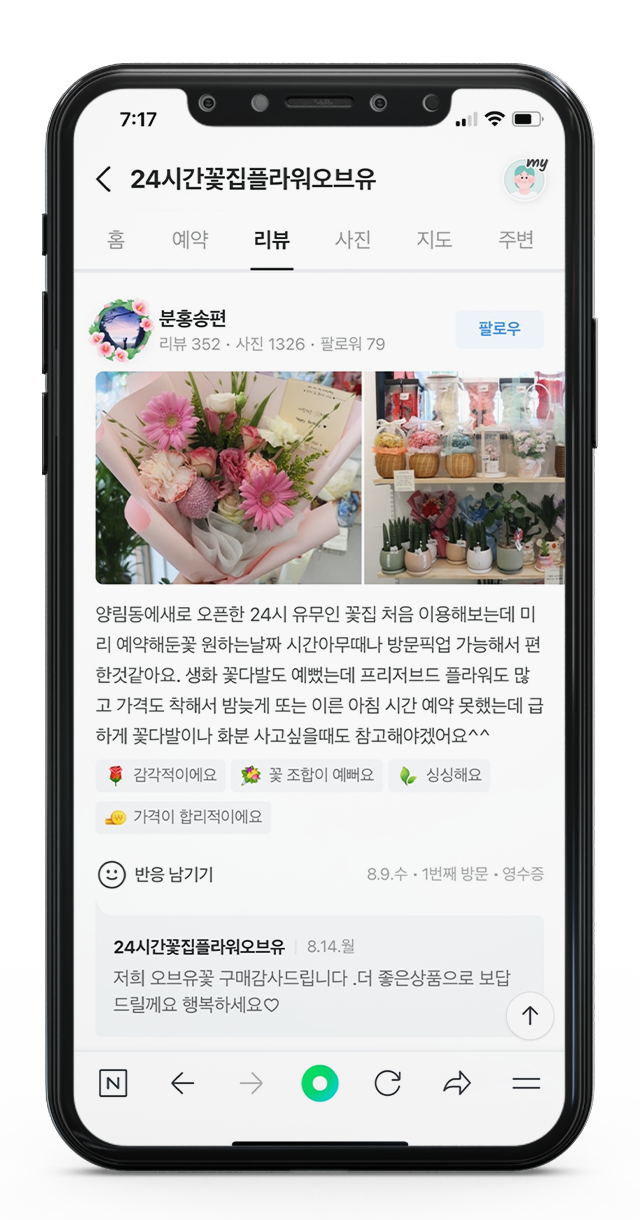 7:17
24시간꽃집플라워오브유
my
홈 예약 리뷰 사진 지도 주변
분홍송편
리뷰 352 · 사진 1326 · 팔로워 79
팔로우
양림동에새로 오픈한 24시 유무인 꽃집 처음 이용해보는데 미
리 예약해둔꽃 원하는날짜 시간아무때나 방문픽업 가능해서 편
한것같아요. 생화 꽃다발도 예뻤는데 프리저브드 플라워도 많
고 가격도 착해서 밤늦게 또는 이른 아침 시간 예약 못했는데 급
하게 꽃다발이나 화분 사고싶을때도 참고해야겠어요^^
감각적이에요 꽃 조합이 예뻐요 싱싱해요
가격이 합리적이에요
반응 남기기 8.9.수 · 1번째 방문 · 영수증
24시간꽃집플라워오브유 | 8.14.월
저희 오브유꽃 구매감사드립니다 .더 좋은상품으로 보답
드릴께요 행복하세요♡
N